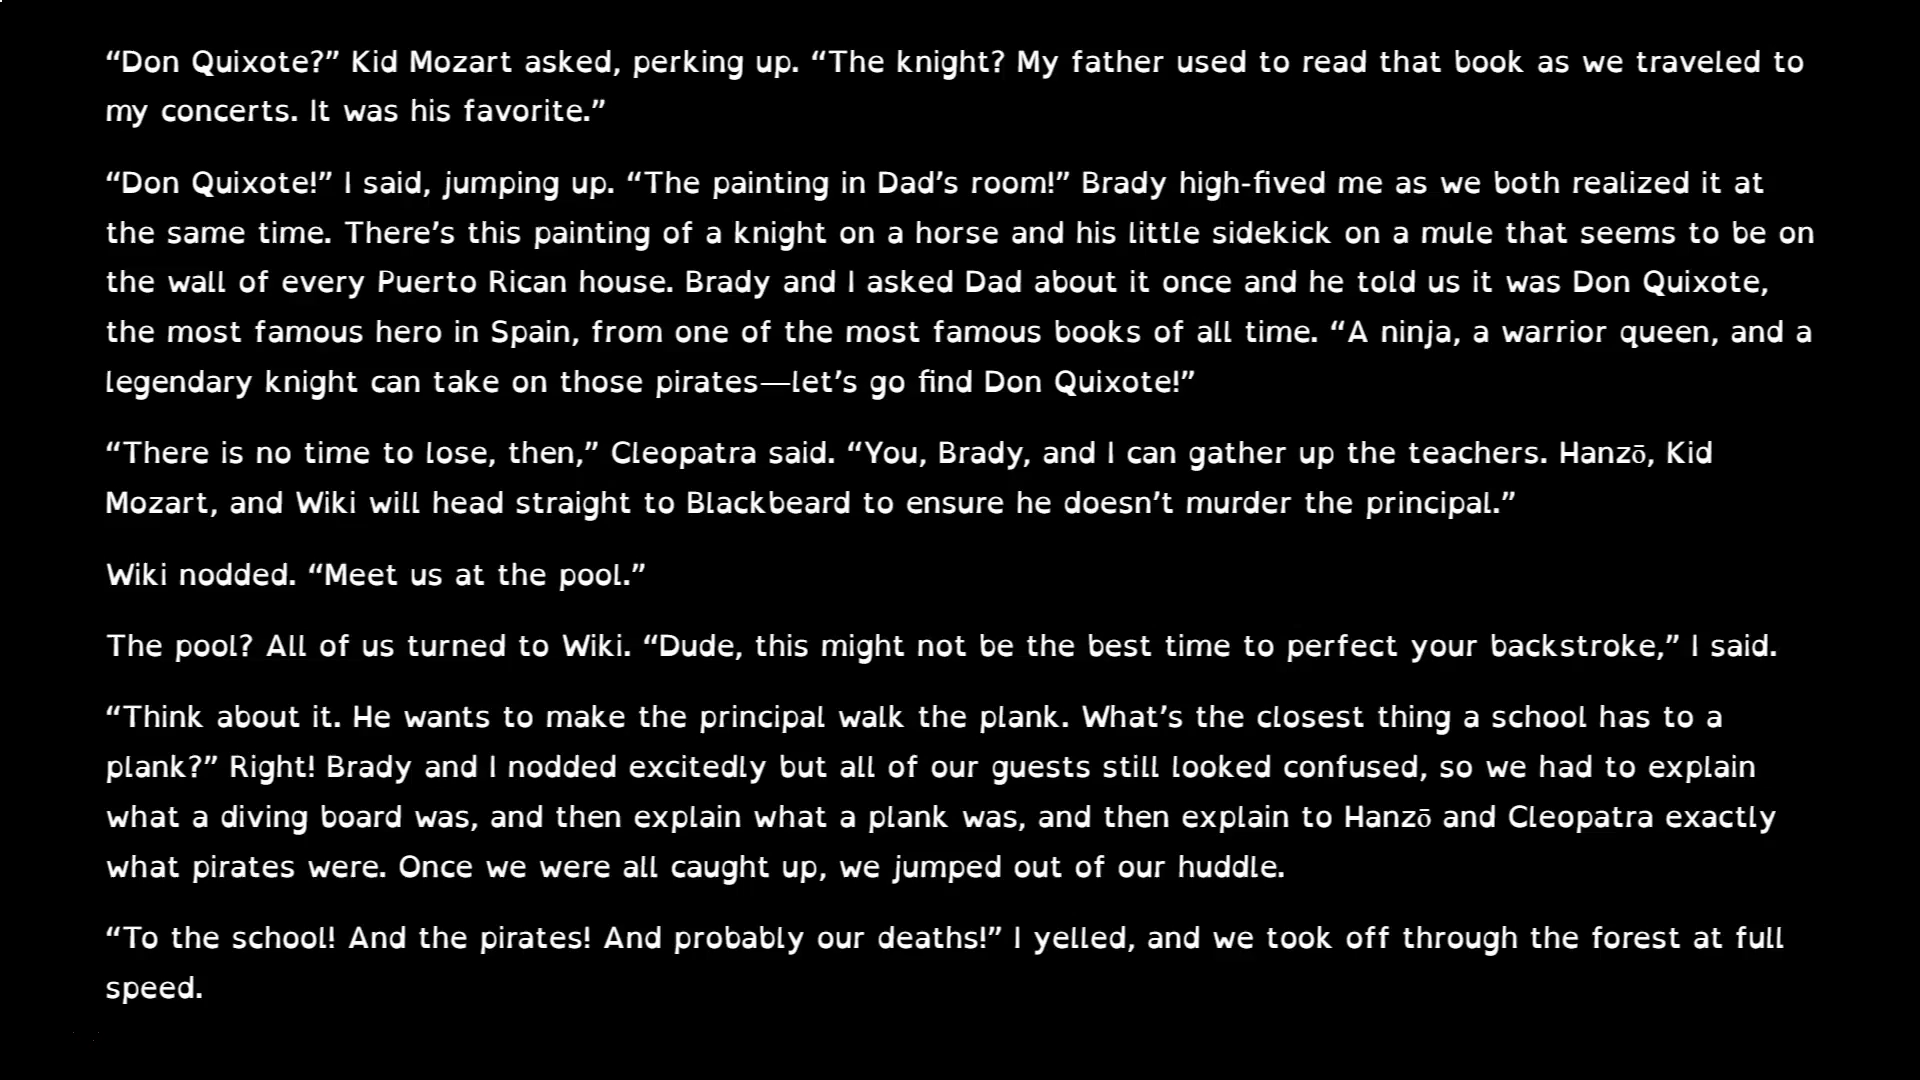 “Don Quixote?” Kid Mozart asked, perking up. “The knight? My father used to read that book as we traveled to
my concerts. It was his favorite.”
“Don Quixote!” I said, jumping up. “The painting in Dad’s room!” Brady high-fived me as we both realized it at
the same time. There’s this painting of a knight on a horse and his little sidekick on a mule that seems to be on
the wall of every Puerto Rican house. Brady and I asked Dad about it once and he told us it was Don Quixote,
the most famous hero in Spain, from one of the most famous books of all time. “A ninja, a warrior queen, and a
legendary knight can take on those pirates—let’s go find Don Quixote!”
“There is no time to lose, then,” Cleopatra said. “You, Brady, and I can gather up the teachers. Hanzō, Kid
Mozart, and Wiki will head straight to Blackbeard to ensure he doesn’t murder the principal.”
Wiki nodded. “Meet us at the pool.”
The pool? All of us turned to Wiki. “Dude, this might not be the best time to perfect your backstroke,” I said.
“Think about it. He wants to make the principal walk the plank. What’s the closest thing a school has to a
plank?” Right! Brady and I nodded excitedly but all of our guests still looked confused, so we had to explain
what a diving board was, and then explain what a plank was, and then explain to Hanzō and Cleopatra exactly
what pirates were. Once we were all caught up, we jumped out of our huddle.
“To the school! And the pirates! And probably our deaths!” I yelled, and we took off through the forest at full
speed.